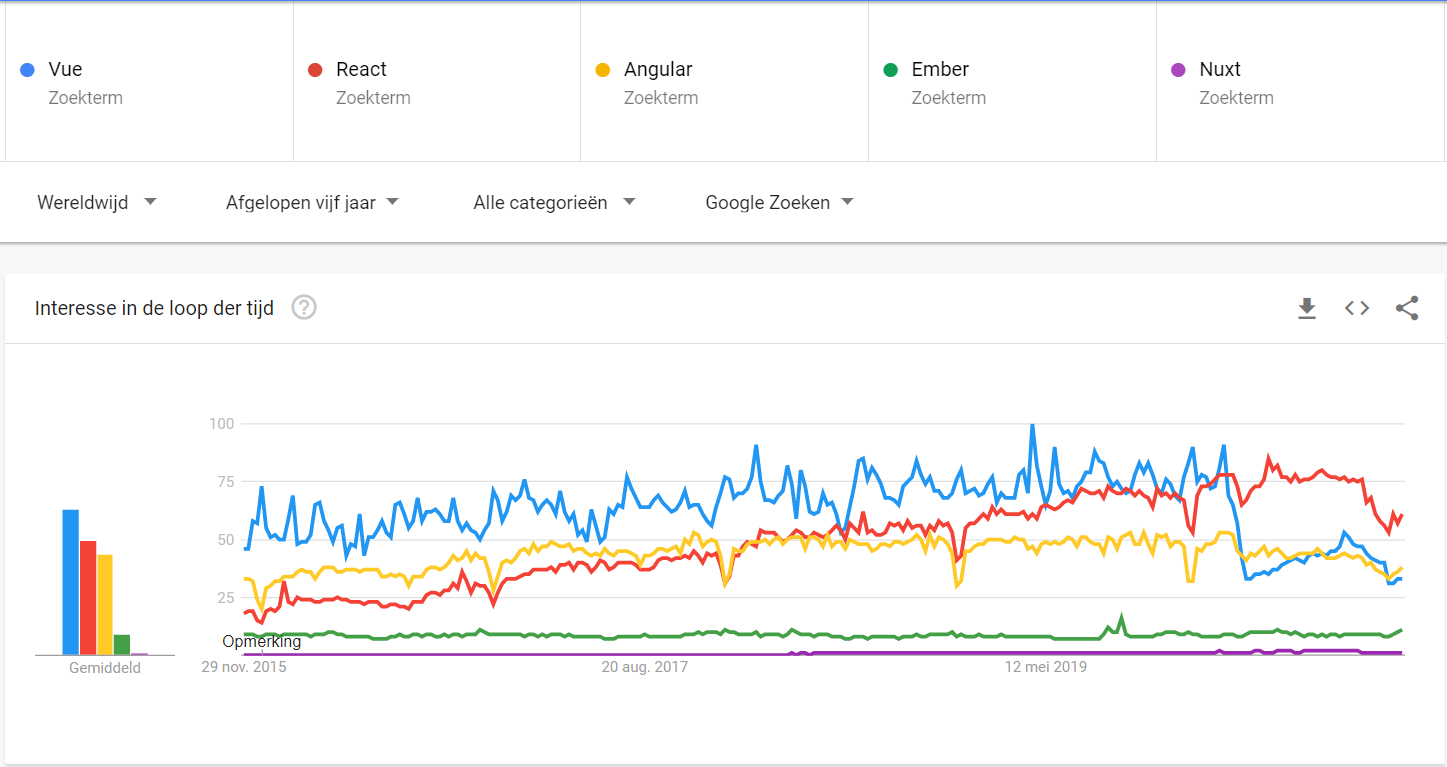 Vue React Angular Ember Nuxt
Zoekterm Zoekterm Zoekterm Zoekterm Zoekterm
Wereldwijd Afgelopen vijf jaar Alle categorieën Google Zoeken
Interesse in de loop der tijd ?
100
75
50
25
Opmerking
Gemiddeld 29 nov. 2015 20 aug. 2017 12 mei 2019